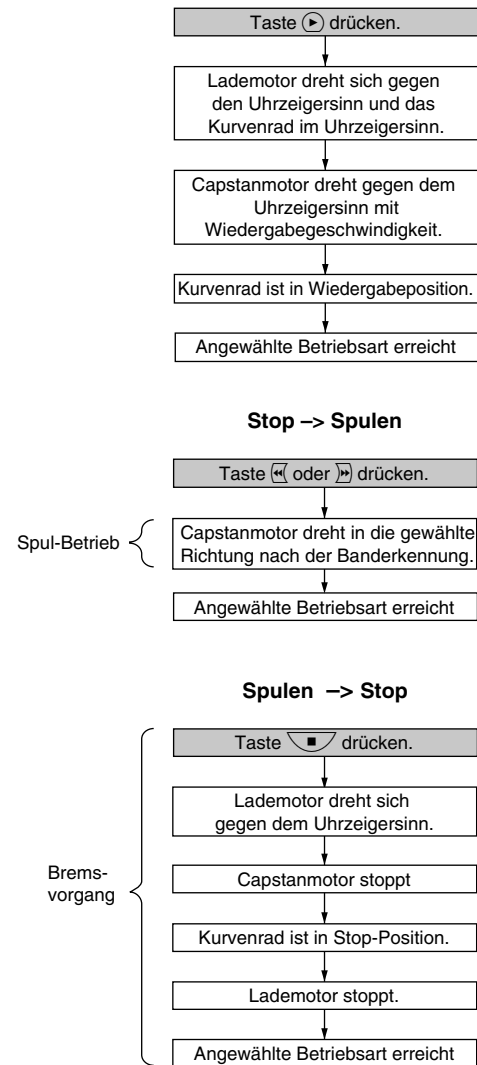 Taste ▶ drücken.
Lademotor dreht sich gegen
den Uhrzeigersinn und das
Kurvenrad im Uhrzeigersinn.
Capstanmotor dreht gegen dem
Uhrzeigersinn mit
Wiedergabegeschwindigkeit.
Kurvenrad ist in Wiedergabeposition.
Angewählte Betriebsart erreicht
Stop –> Spulen
Taste ◀◀ oder ▶▶ drücken.
Spul-Betrieb
Capstanmotor dreht in die gewählte
Richtung nach der Banderkennung.
Angewählte Betriebsart erreicht
Spulen –> Stop
Taste ■ drücken.
Lademotor dreht sich
gegen dem Uhrzeigersinn.
Brems-
vorgang
Capstanmotor stoppt
Kurvenrad ist in Stop-Position.
Lademotor stoppt.
Angewählte Betriebsart erreicht